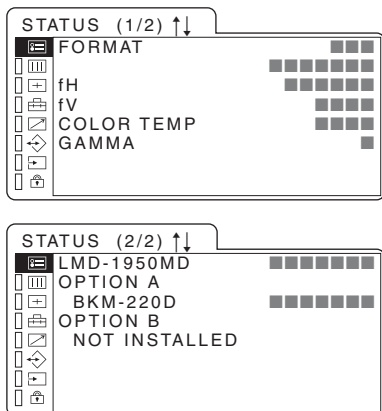 STATUS (1/2) ↑↓
FORMAT ■■■
■■■■■■■
fH ■■■■■■
fV ■■■■
COLOR TEMP ■■■■
GAMMA ■
STATUS (2/2) ↑↓
LMD-1950MD ■■■■■■■
OPTION A
BKM-220D ■■■■■■■
OPTION B
NOT INSTALLED